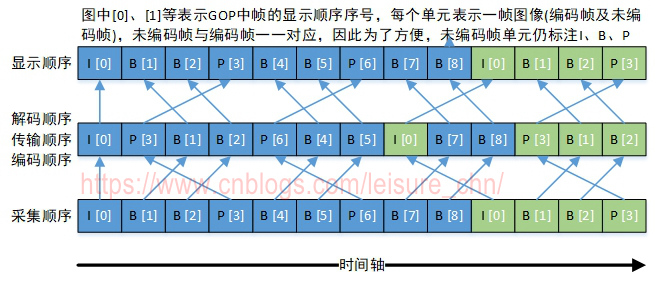 图中[0]、[1]等表示GOP中帧的显示顺序序号，每个单元表示一帧图像(编码帧及未编
码帧)，未编码帧与编码帧一一对应，因此为了方便，未编码帧单元仍标注I、B、P
显示顺序 I [0] B [1] B [2] P [3] B [4] B [5] P [6] B [7] B [8] I [0] B [1] B [2] P [3]
解码顺序
传输顺序 I [0] P [3] B [1] B [2] P [6] B [4] B [5] I [0] B [7] B [8] P [3] B [1] B [2]
编码顺序
https://www.cnblogs.com/leisure_chn/
采集顺序 I [0] B [1] B [2] P [3] B [4] B [5] P [6] B [7] B [8] I [0] B [1] B [2] P [3]
时间轴